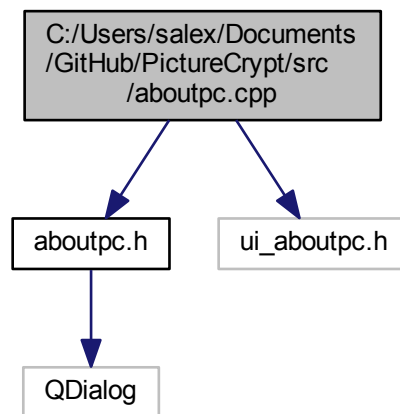 C:/Users/salex/Documents
/GitHub/PictureCrypt/src
/aboutpc.cpp
aboutpc.h
ui_aboutpc.h
QDialog